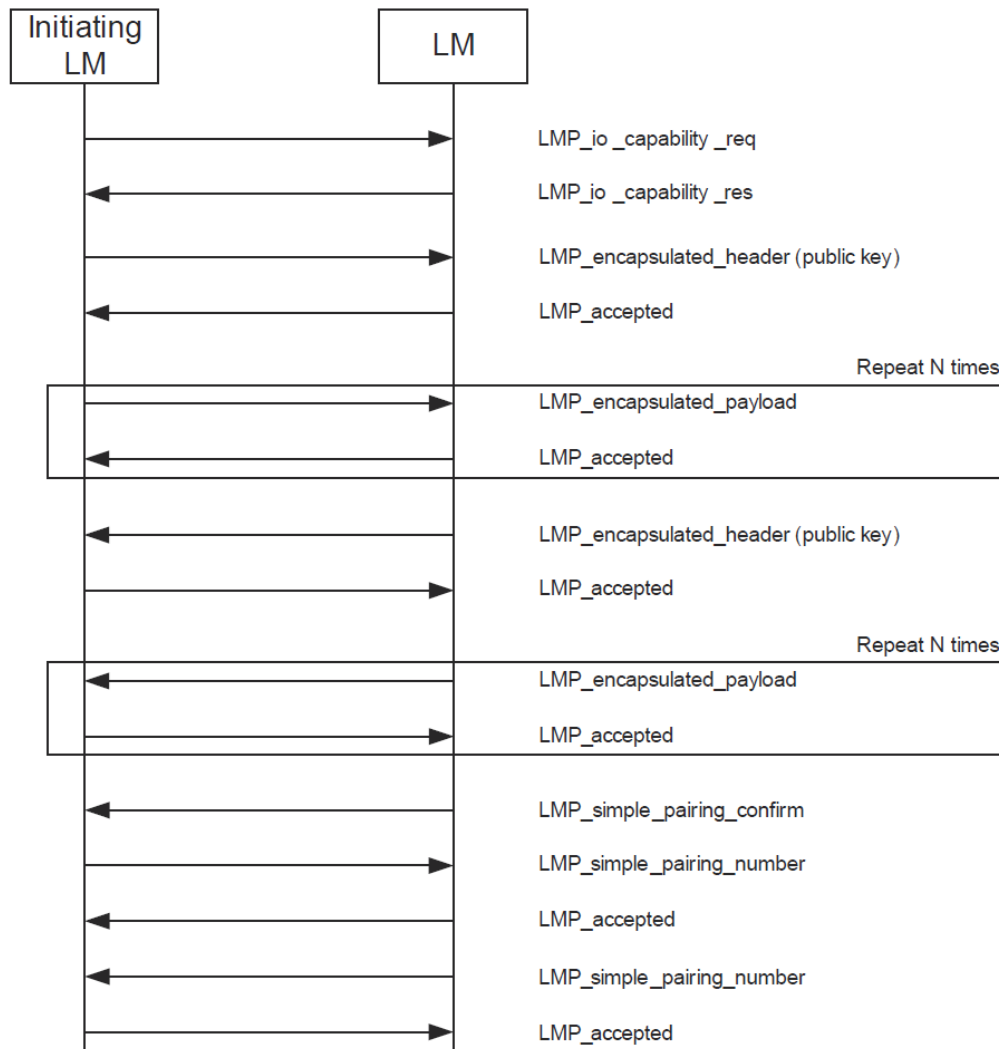 Initiating
LM
LM
LMP_io _capability _req
LMP_io _capability _res
LMP_encapsulated_header (public key)
LMP_accepted
Repeat N times
LMP_encapsulated_payload
LMP_accepted
LMP_encapsulated_header (public key)
LMP_accepted
Repeat N times
LMP_encapsulated_payload
LMP_accepted
LMP_simple_pairing_confirm
LMP_simple_pairing_number
LMP_accepted
LMP_simple_pairing_number
LMP_accepted